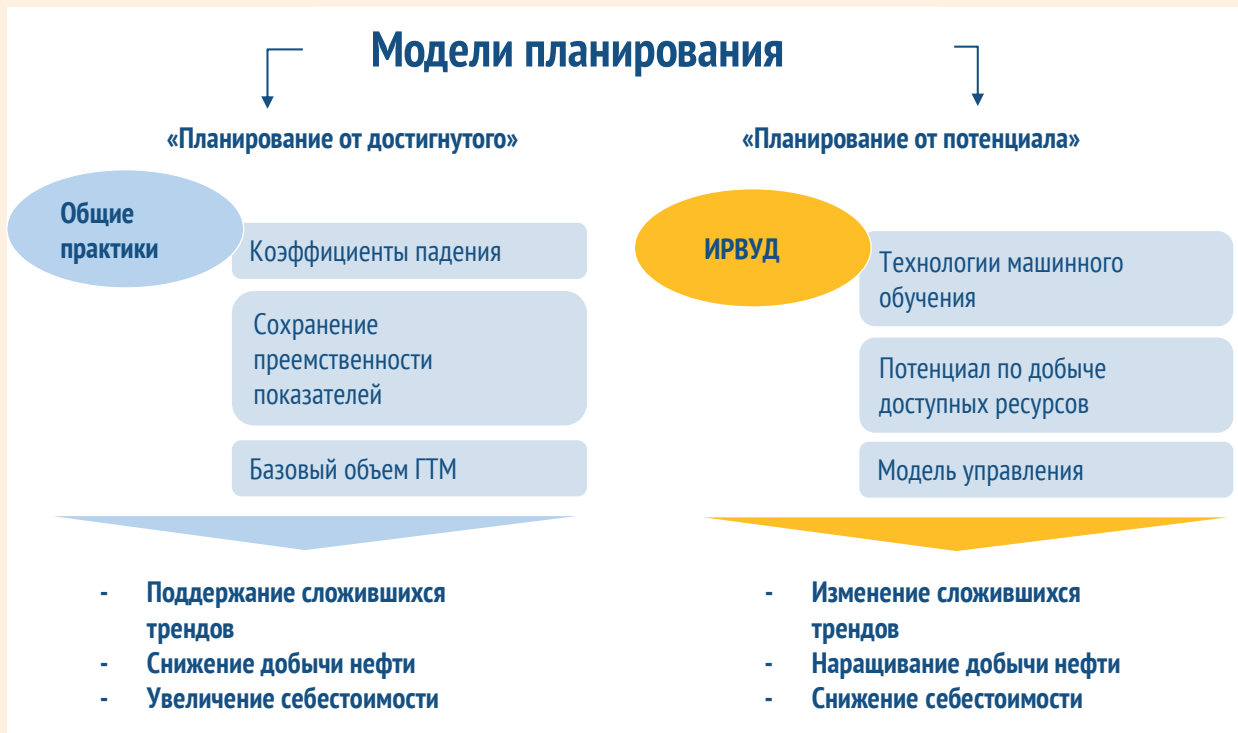 Модели планирования
«Планирование от достигнутого»
Общие
практики
Коэффициенты падения
Сохранение
преемственности
показателей
Базовый объем ГТМ
- Поддержание сложившихся
трендов
- Снижение добычи нефти
- Увеличение себестоимости
«Планирование от потенциала»
ИРВУД
Технологии машинного
обучения
Потенциал по добыче
доступных ресурсов
Модель управления
- Изменение сложившихся
трендов
- Наращивание добычи нефти
- Снижение себестоимости